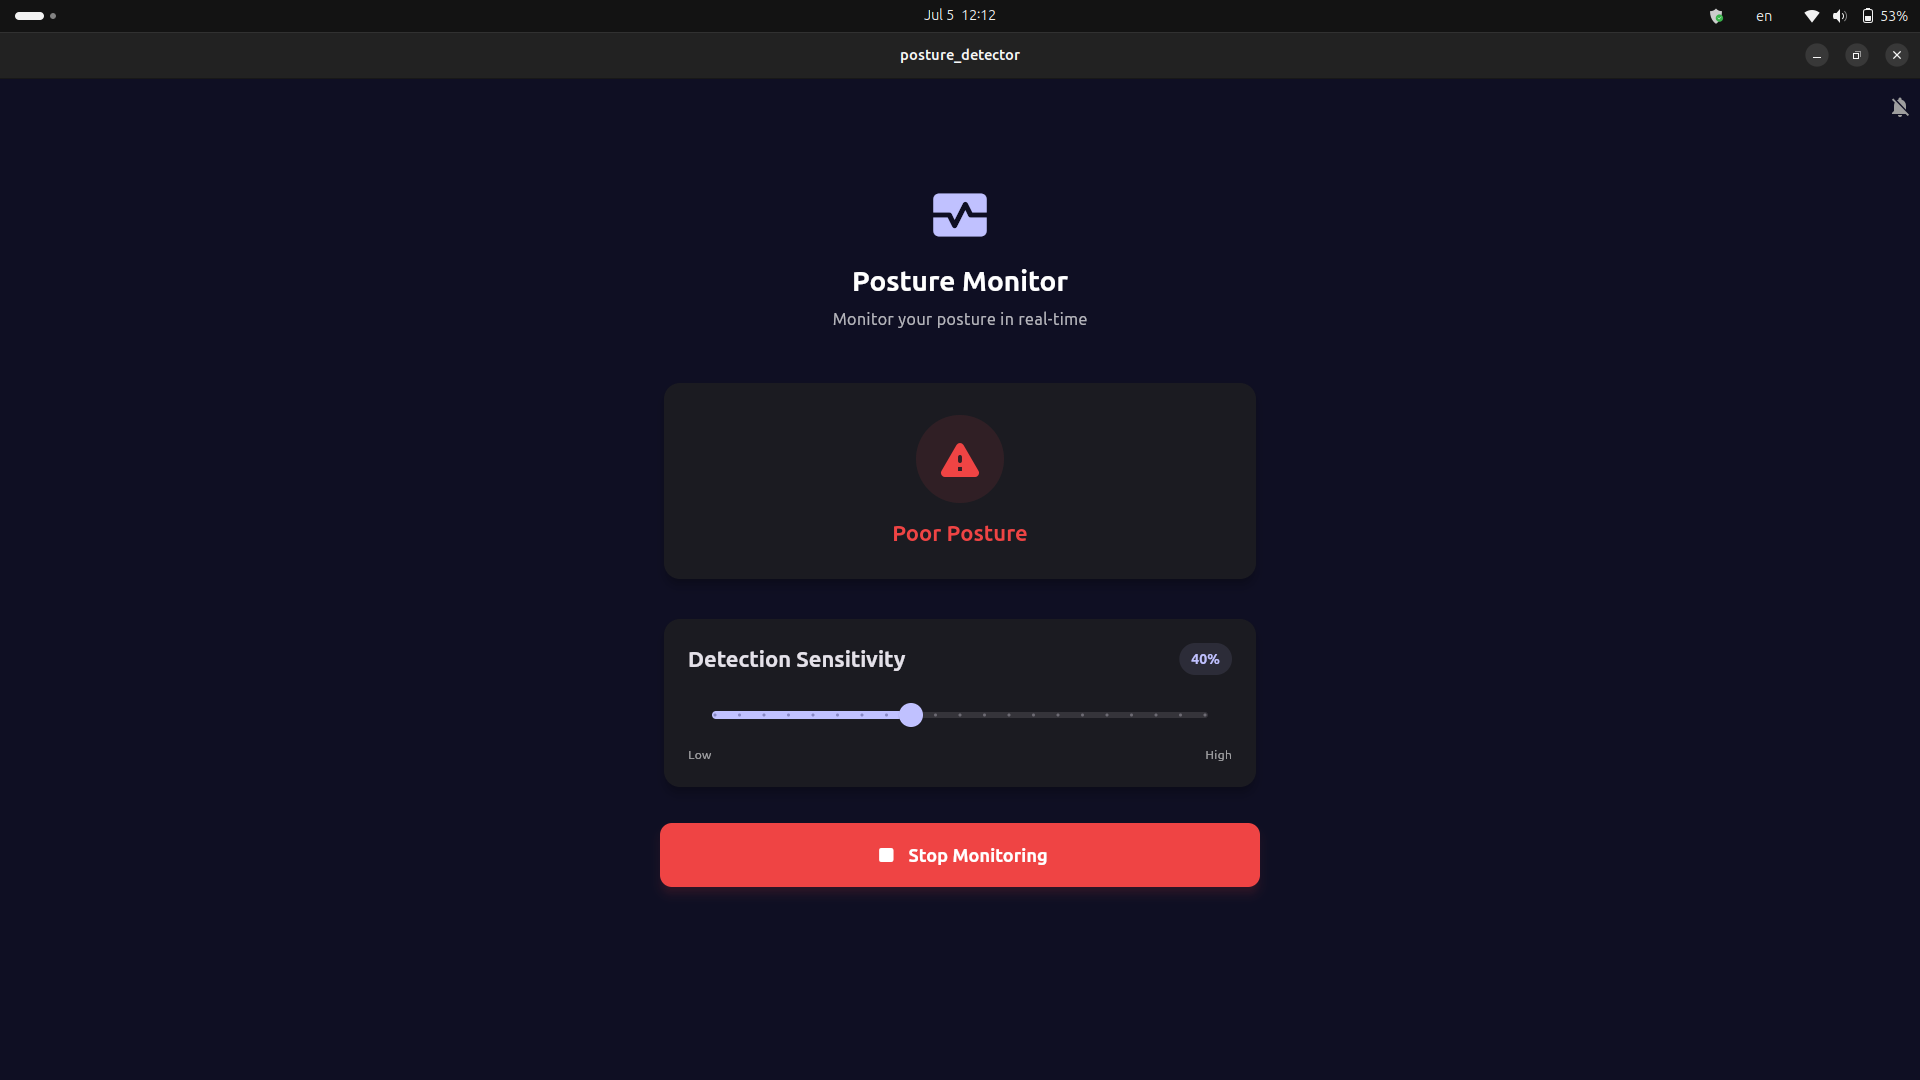 Jul 5 12:12
en
53%
posture_detector
Posture Monitor
Monitor your posture in real-time
Poor Posture
Detection Sensitivity
40%
Low
High
Stop Monitoring